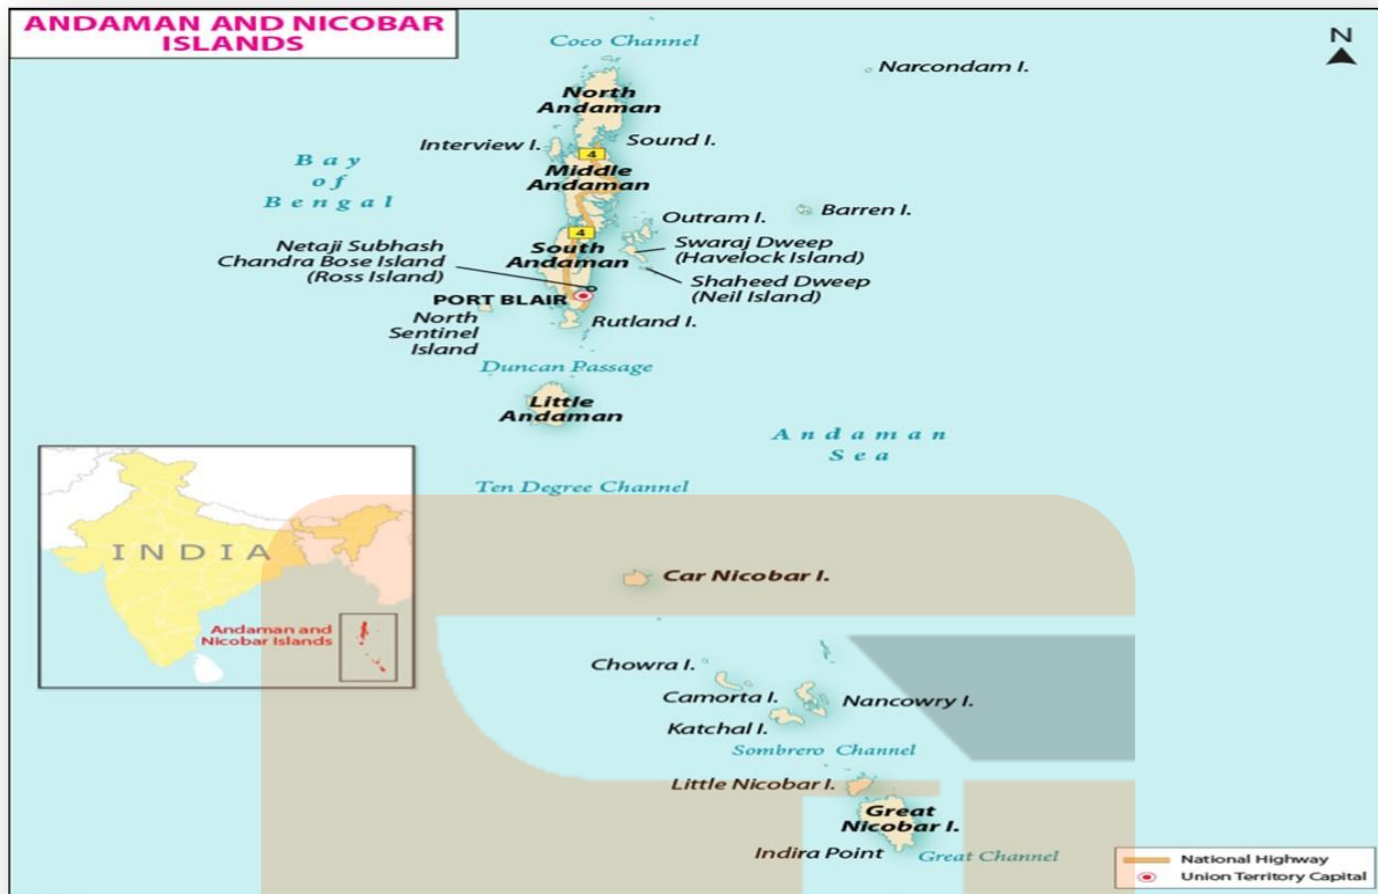 ANDAMAN AND NICOBAR
ISLANDS
N
Coco Channel
Narcondam I.
North
Andaman
Interview I.
Sound I.
4
Bay
of
Bengal
Middle
Andaman
Outram I.
Barren I.
4
Netaji Subhash
Chandra Bose Island
(Ross Island)
South
Andaman
Swaraj Dweep
(Havelock Island)
Shaheed Dweep
(Neil Island)
PORT BLAIR
North
Sentinel
Island
Rutland I.
Duncan Passage
Little
Andaman
Andaman
Sea
Ten Degree Channel
INDIA
Andaman and
Nicobar Islands
Car Nicobar I.
Chowra I.
Camorta I.
Nancowry I.
Katchal I.
Sombrero Channel
Little Nicobar I.
Great
Nicobar I.
Indira Point
Great Channel
National Highway
Union Territory Capital